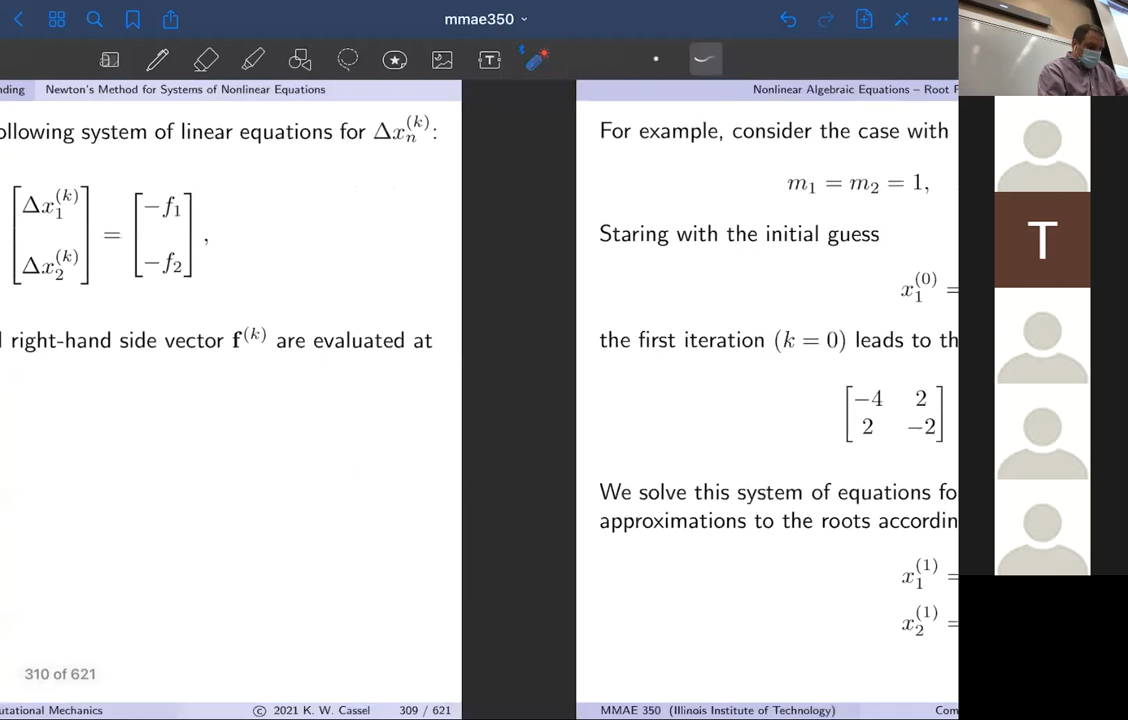 mmae350
T
nding Newton's Method for Systems of Nonlinear Equations
ollowing system of linear equations for Δx_n^(k):
[Δx_1^(k) Δx_2^(k)] = [−f_1 −f_2],
l right-hand side vector f^(k) are evaluated at
310 of 621
utational Mechanics © 2021 K. W. Cassel 309 / 621
Nonlinear Algebraic Equations – Root F
For example, consider the case with
m_1 = m_2 = 1,
Staring with the initial guess
x_1^(0) =
the first iteration (k = 0) leads to th
[−4 2
2 −2]
We solve this system of equations fo
approximations to the roots accordin
x_1^(1) =
x_2^(1) =
MMAE 350 (Illinois Institute of Technology) Com
T